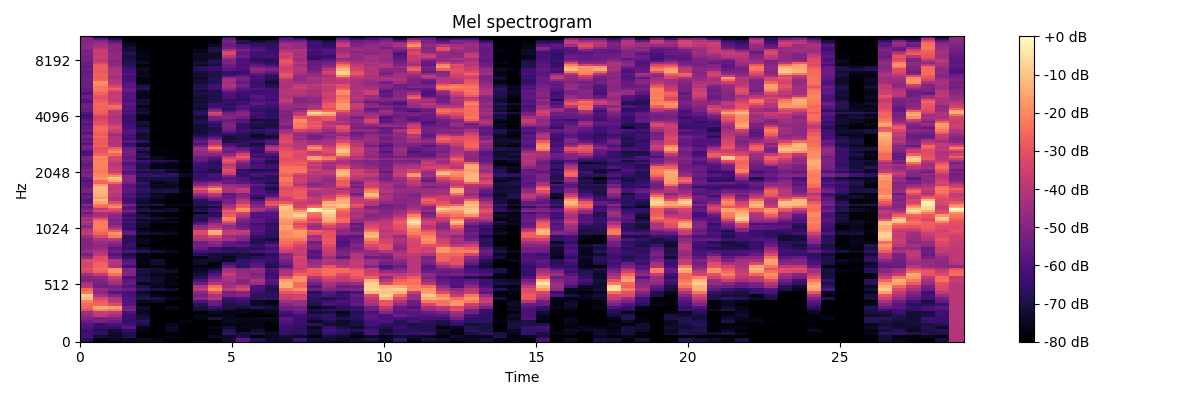 Mel spectrogram
8192
4096
2048
1024
512
0
Hz
0 5 10 15 20 25
Time
+0 dB
-10 dB
-20 dB
-30 dB
-40 dB
-50 dB
-60 dB
-70 dB
-80 dB